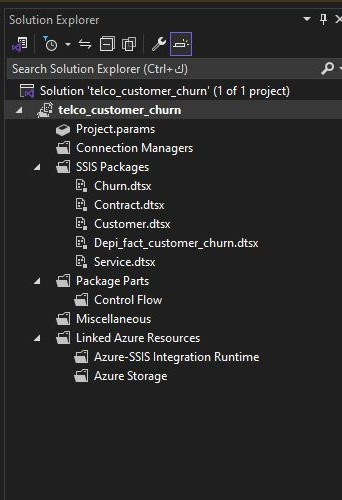 Solution Explorer
Search Solution Explorer (Ctrl+ك)
Solution 'telco_customer_churn' (1 of 1 project)
telco_customer_churn
Project.params
Connection Managers
SSIS Packages
Churn.dtsx
Contract.dtsx
Customer.dtsx
Depi_fact_customer_churn.dtsx
Service.dtsx
Package Parts
Control Flow
Miscellaneous
Linked Azure Resources
Azure-SSIS Integration Runtime
Azure Storage